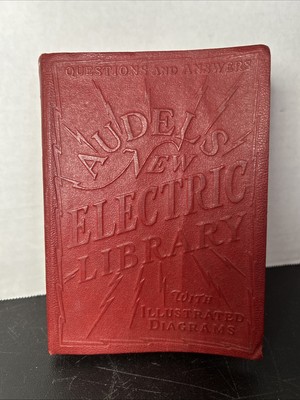 QUESTIONS AND ANSWERS
AUDELS
NEW
ELECTRIC
LIBRARY
WITH
ILLUSTRATED
DIAGRAMS